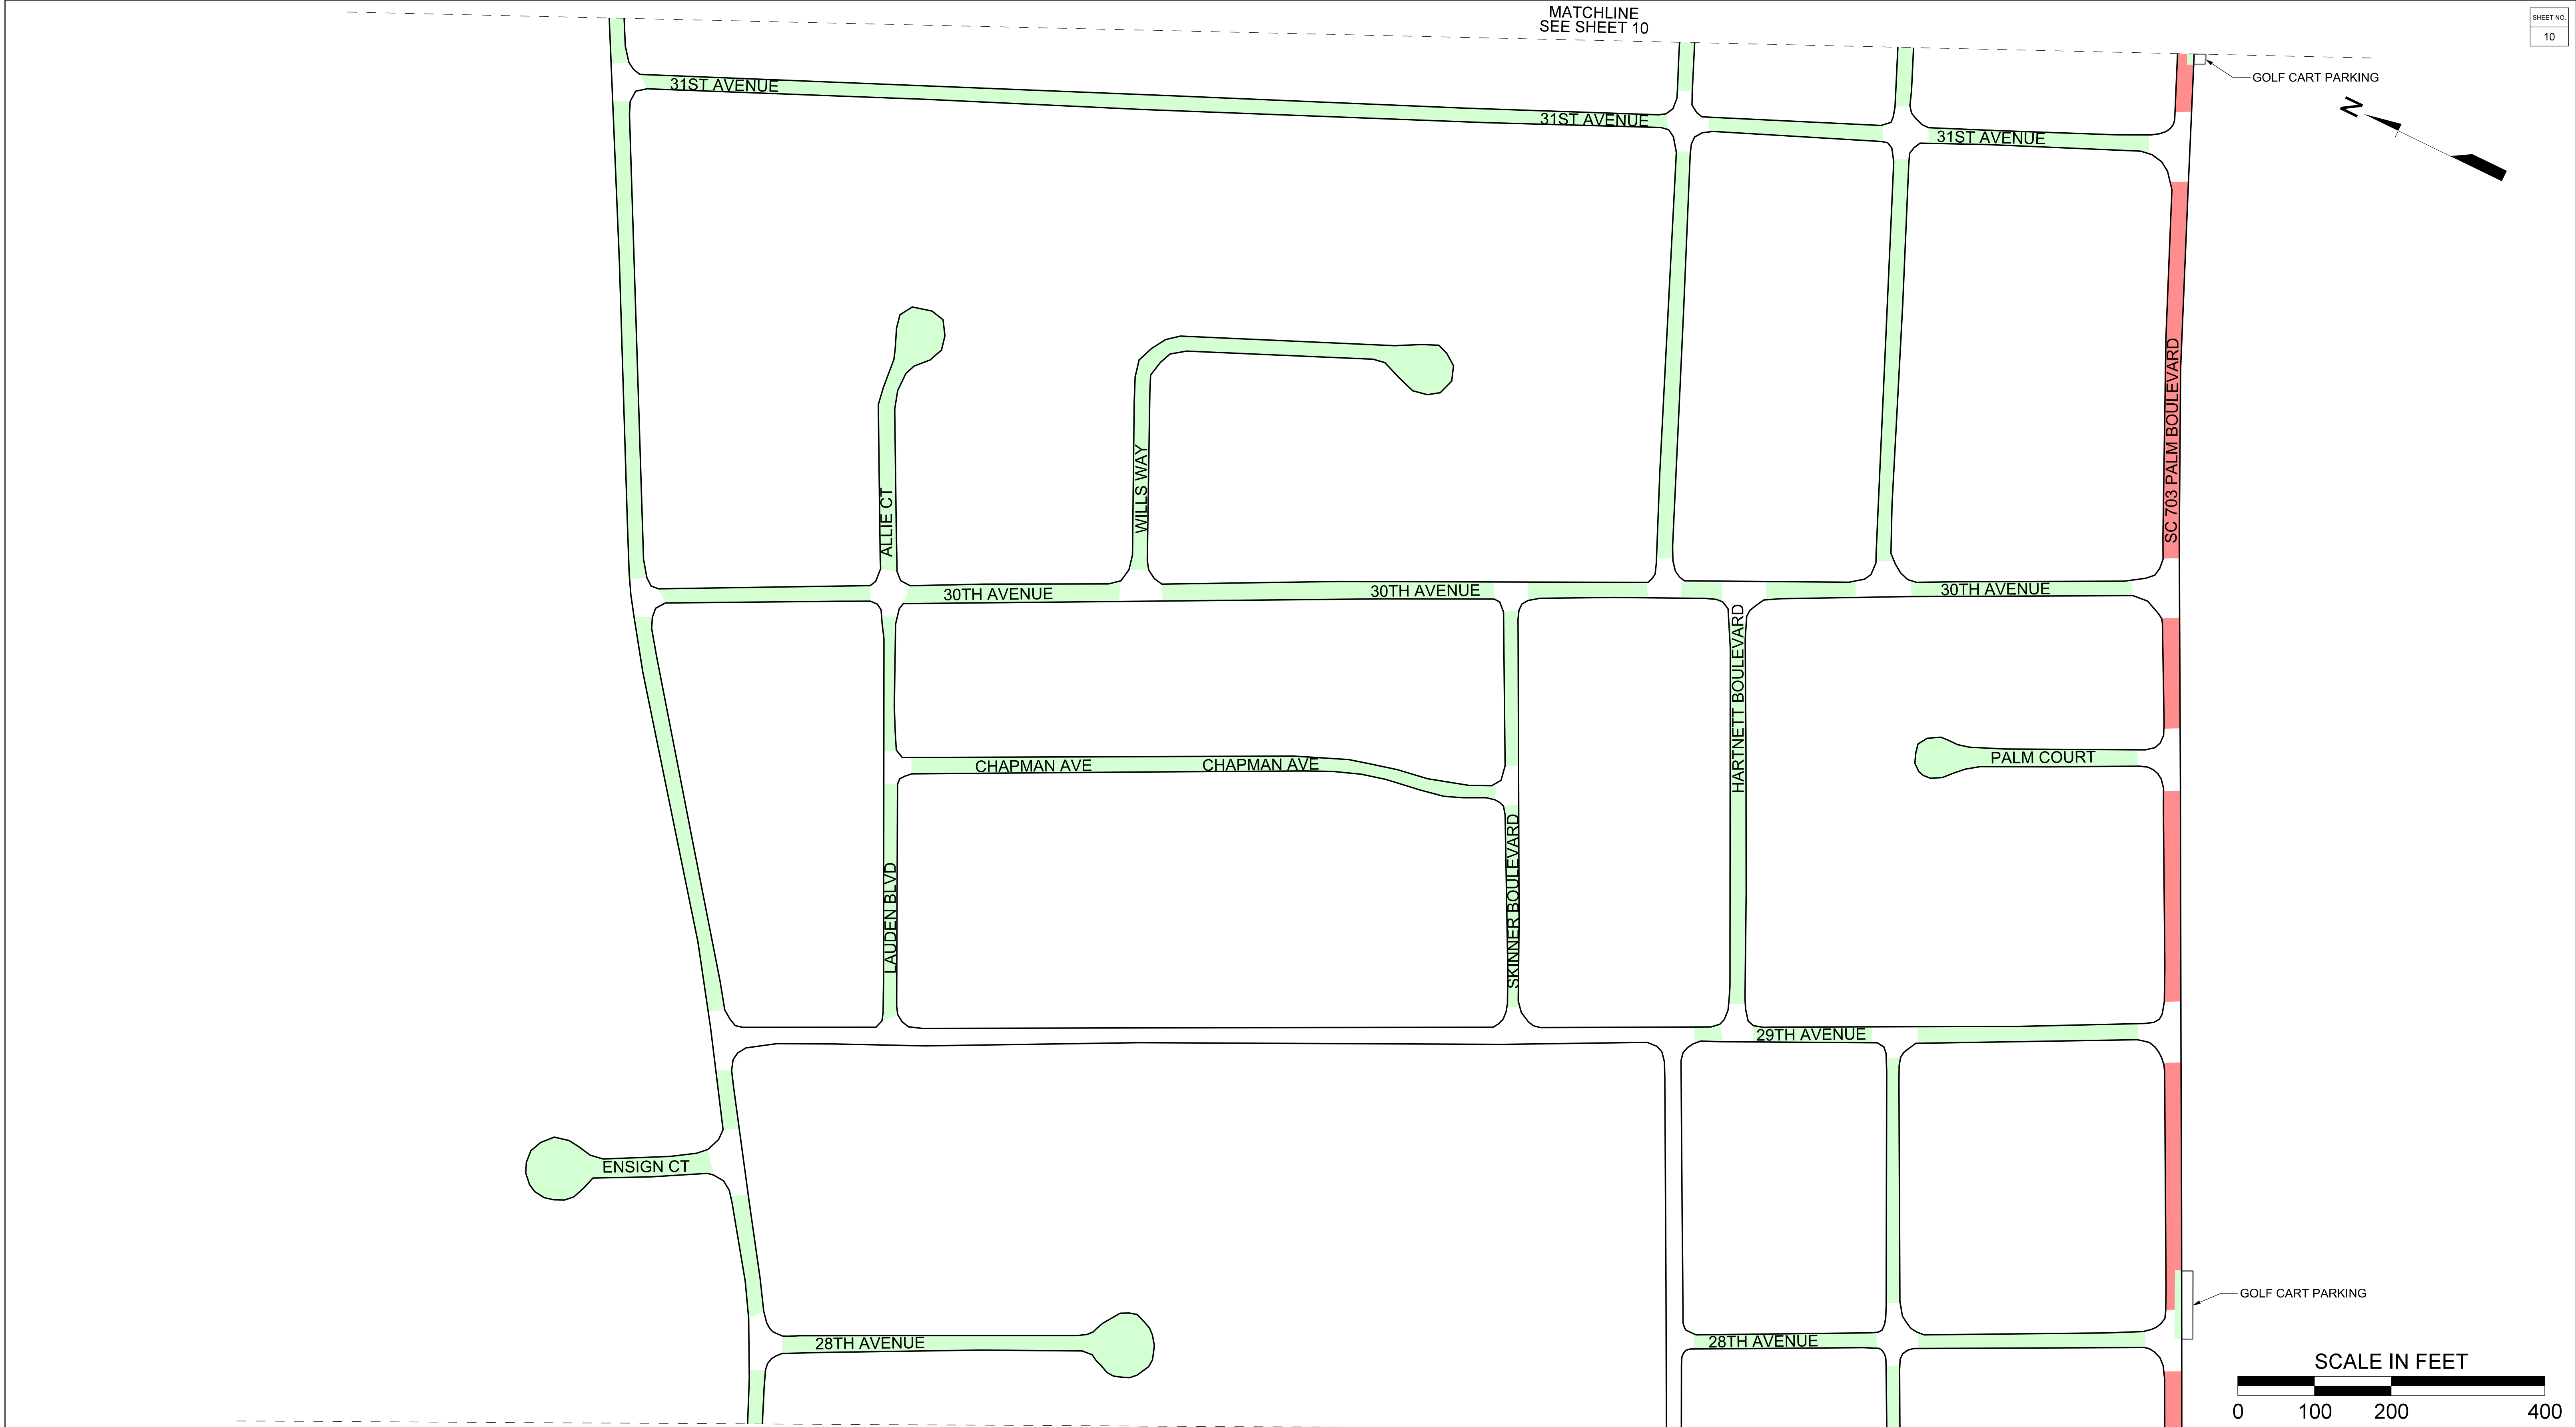 MATCHLINE
SEE SHEET 10
SHEET NO.
10
GOLF CART PARKING
N
31ST AVENUE
31ST AVENUE
31ST AVENUE
SC 703 PALM BOULEVARD
ALLIE CT
WILLS WAY
30TH AVENUE
30TH AVENUE
30TH AVENUE
HARTNETT BOULEVARD
CHAPMAN AVE
CHAPMAN AVE
PALM COURT
LAUDEN BLVD
SKINNER BOULEVARD
29TH AVENUE
ENSIGN CT
GOLF CART PARKING
28TH AVENUE
28TH AVENUE
SCALE IN FEET
0 100 200 400